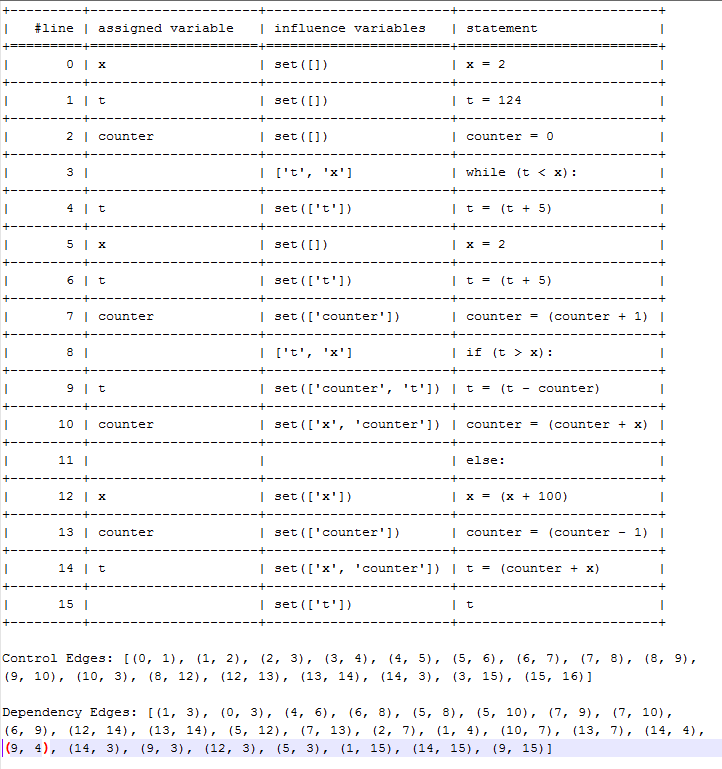 +---------+---------------------+-----------------------+-------------------------+
|   #line | assigned variable   | influence variables   | statement               |
+=========+=====================+=======================+=========================+
|       0 | x                   | set([])               | x = 2                   |
+---------+---------------------+-----------------------+-------------------------+
|       1 | t                   | set([])               | t = 124                 |
+---------+---------------------+-----------------------+-------------------------+
|       2 | counter             | set([])               | counter = 0             |
+---------+---------------------+-----------------------+-------------------------+
|       3 |                     | ['t', 'x']            | while (t < x):          |
+---------+---------------------+-----------------------+-------------------------+
|       4 | t                   | set(['t'])            | t = (t + 5)             |
+---------+---------------------+-----------------------+-------------------------+
|       5 | x                   | set([])               | x = 2                   |
+---------+---------------------+-----------------------+-------------------------+
|       6 | t                   | set(['t'])            | t = (t + 5)             |
+---------+---------------------+-----------------------+-------------------------+
|       7 | counter             | set(['counter'])      | counter = (counter + 1) |
+---------+---------------------+-----------------------+-------------------------+
|       8 |                     | ['t', 'x']            | if (t > x):             |
+---------+---------------------+-----------------------+-------------------------+
|       9 | t                   | set(['counter', 't']) | t = (t - counter)       |
+---------+---------------------+-----------------------+-------------------------+
|      10 | counter             | set(['x', 'counter']) | counter = (counter + x) |
+---------+---------------------+-----------------------+-------------------------+
|      11 |                     |                       | else:                   |
+---------+---------------------+-----------------------+-------------------------+
|      12 | x                   | set(['x'])            | x = (x + 100)           |
+---------+---------------------+-----------------------+-------------------------+
|      13 | counter             | set(['counter'])      | counter = (counter - 1) |
+---------+---------------------+-----------------------+-------------------------+
|      14 | t                   | set(['x', 'counter']) | t = (counter + x)       |
+---------+---------------------+-----------------------+-------------------------+
|      15 |                     | set(['t'])            | t                       |
+---------+---------------------+-----------------------+-------------------------+
Control Edges: [(0, 1), (1, 2), (2, 3), (3, 4), (4, 5), (5, 6), (6, 7), (7, 8), (8, 9),
(9, 10), (10, 3), (8, 12), (12, 13), (13, 14), (14, 3), (3, 15), (15, 16)]
Dependency Edges: [(1, 3), (0, 3), (4, 6), (6, 8), (5, 8), (5, 10), (7, 9), (7, 10),
(6, 9), (12, 14), (13, 14), (5, 12), (7, 13), (2, 7), (1, 4), (10, 7), (13, 7), (14, 4),
(9, 4), (14, 3), (9, 3), (12, 3), (5, 3), (1, 15), (14, 15), (9, 15)]